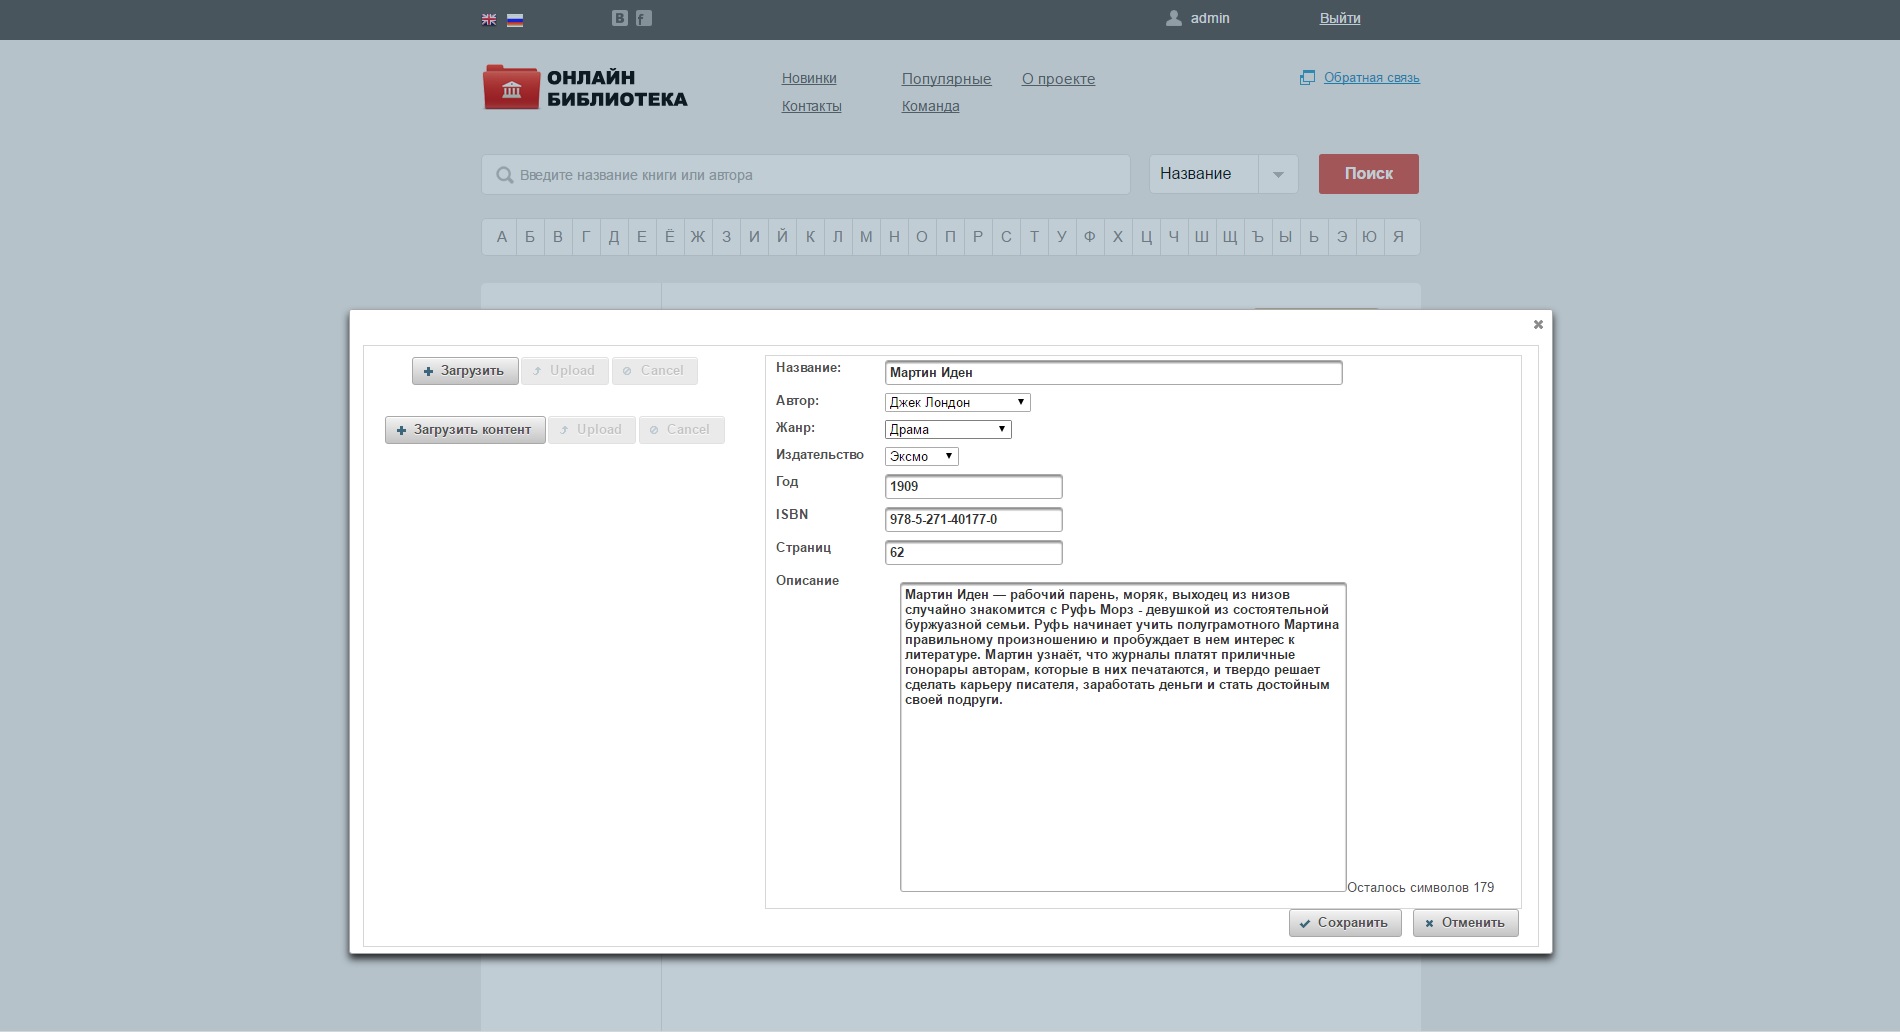 B f admin Выйти
ОНЛАЙН
БИБЛИОТЕКА
Новинки Популярные О проекте
Контакты Команда
Обратная связь
Введите название книги или автора Название Поиск
А Б В Г Д Е Ё Ж З И Й К Л М Н О П Р С Т У Ф Х Ц Ч Ш Щ Ъ Ы Ь Э Ю Я
Загрузить Upload Cancel
Загрузить контент Upload Cancel
Название: Мартин Иден
Автор: Джек Лондон
Жанр: Драма
Издательство Эксмо
Год 1909
ISBN 978-5-271-40177-0
Страниц 62
Описание
Мартин Иден — рабочий парень, моряк, выходец из низов
случайно знакомится с Руфь Морз - девушкой из состоятельной
буржуазной семьи. Руфь начинает учить полуграмотного Мартина
правильному произношению и пробуждает в нем интерес к
литературе. Мартин узнаёт, что журналы платят приличные
гонорары авторам, которые в них печатаются, и твердо решает
сделать карьеру писателя, заработать деньги и стать достойным
своей подруги.
Осталось символов 179
Сохранить Отменить